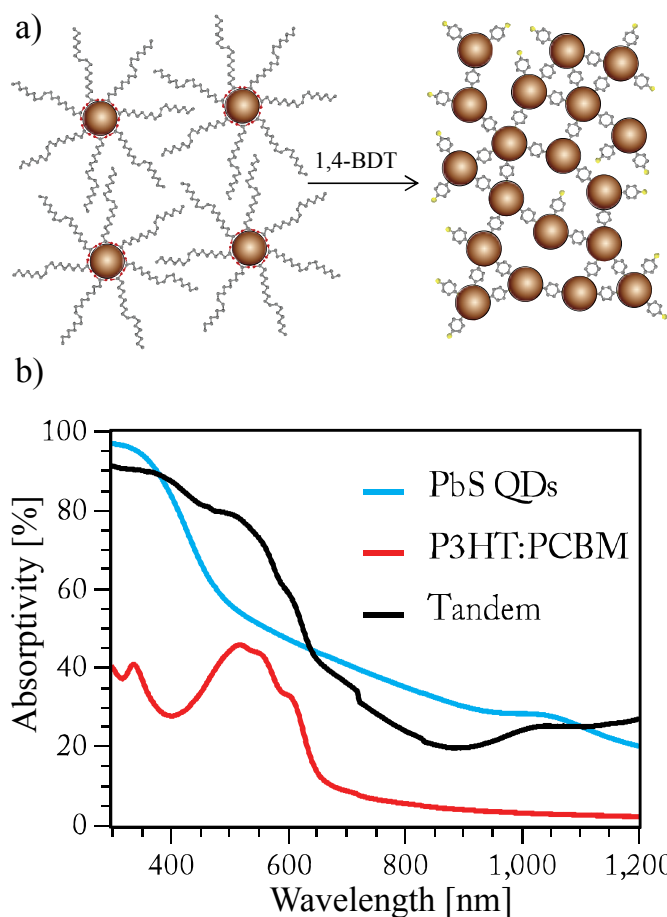 a)
1,4-BDT
b)
100
80
60
40
20
0
Absorptivity [%]
PbS QDs
P3HT:PCBM
Tandem
400
600
800
1,000
1,200
Wavelength [nm]